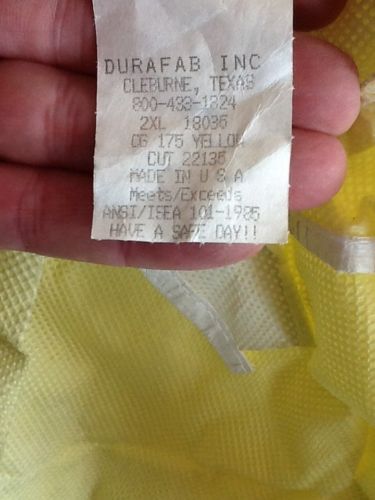 DURAFAB INC
CLEBURNE, TEXAS
800-433-1824
2XL 18036
CG 175 YELLOW
CUT 22135
MADE IN U S A
Meets/Exceeds
ANSI/ISEA 101-1985
HAVE A SAFE DAY!!